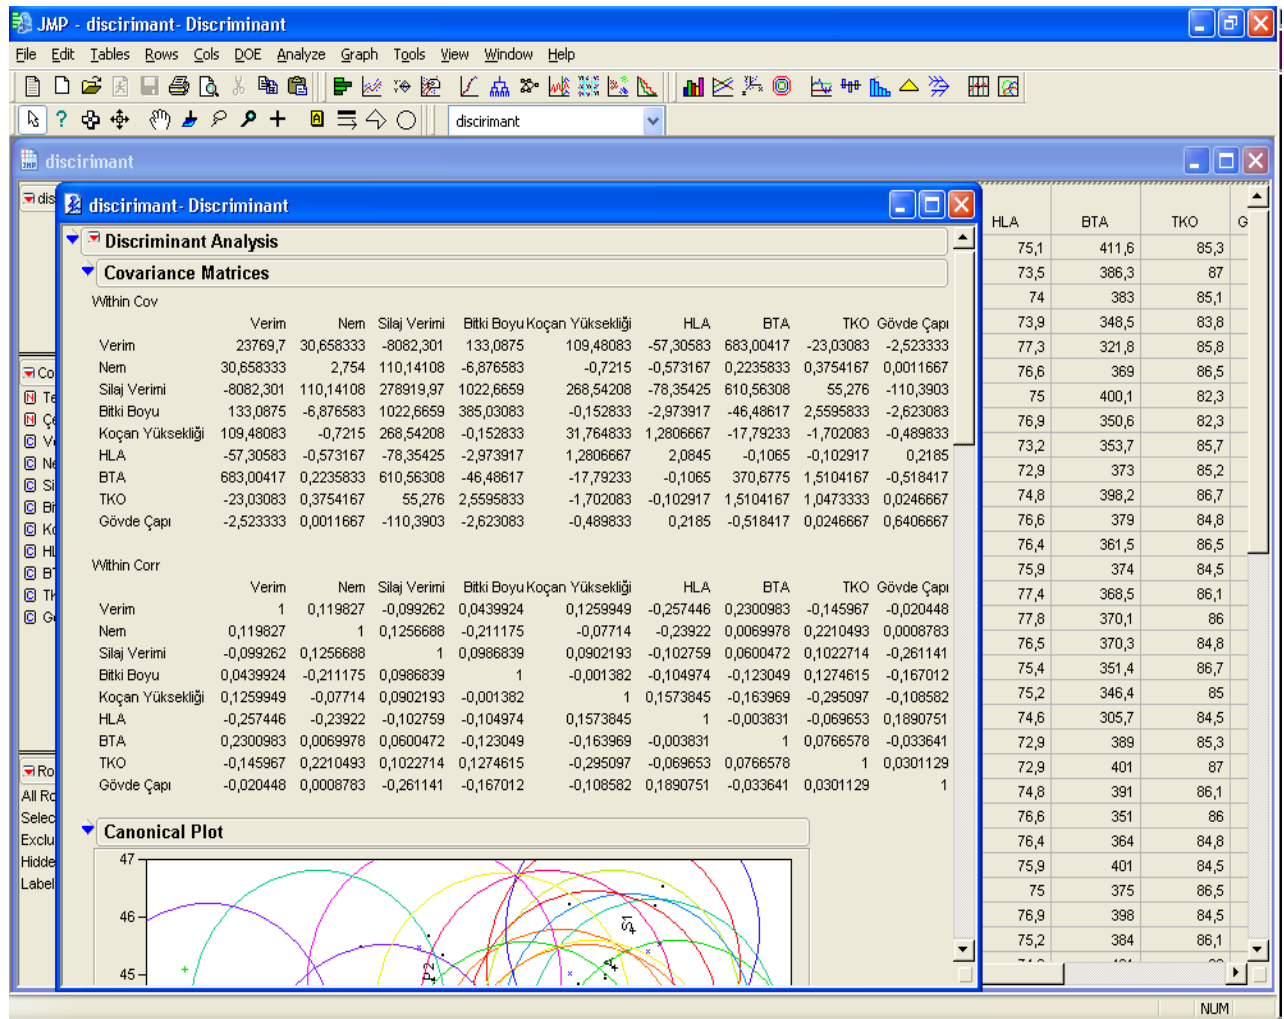 JMP - discirimant- Discriminant
File Edit Tables Rows Cols DOE Analyze Graph Tools View Window Help
discirimant
discirimant
dis
discirimant- Discriminant
Discriminant Analysis
Covariance Matrices
Within Cov
Verim Nem Silaj Verimi Bitki Boyu Koçan Yüksekliği HLA BTA TKO Gövde Çapı
Verim 23769,7 30,658333 -8082,301 133,0875 109,48083 -57,30583 683,00417 -23,03083 -2,523333
Nem 30,658333 2,754 110,14108 -6,876583 -0,7215 -0,573167 0,2235833 0,3754167 0,0011667
Silaj Verimi -8082,301 110,14108 278919,97 1022,6659 268,54208 -78,35425 610,56308 55,276 -110,3903
Bitki Boyu 133,0875 -6,876583 1022,6659 385,03083 -0,152833 -2,973917 -46,48617 2,5595833 -2,623083
Koçan Yüksekliği 109,48083 -0,7215 268,54208 -0,152833 31,764833 1,2806667 -17,79233 -1,702083 -0,489833
HLA -57,30583 -0,573167 -78,35425 -2,973917 1,2806667 2,0845 -0,1065 -0,102917 0,2185
BTA 683,00417 0,2235833 610,56308 -46,48617 -17,79233 -0,1065 370,6775 1,5104167 -0,518417
TKO -23,03083 0,3754167 55,276 2,5595833 -1,702083 -0,102917 1,5104167 1,0473333 0,0246667
Gövde Çapı -2,523333 0,0011667 -110,3903 -2,623083 -0,489833 0,2185 -0,518417 0,0246667 0,6406667
Within Corr
Verim Nem Silaj Verimi Bitki Boyu Koçan Yüksekliği HLA BTA TKO Gövde Çapı
Verim 1 0,119827 -0,099262 0,0439924 0,1259949 -0,257446 0,2300983 -0,145967 -0,020448
Nem 0,119827 1 0,1256688 -0,211175 -0,07714 -0,23922 0,0069978 0,2210493 0,0008783
Silaj Verimi -0,099262 0,1256688 1 0,0986839 0,0902193 -0,102759 0,0600472 0,1022714 -0,261141
Bitki Boyu 0,0439924 -0,211175 0,0986839 1 -0,001382 -0,104974 -0,123049 0,1274615 -0,167012
Koçan Yüksekliği 0,1259949 -0,07714 0,0902193 -0,001382 1 0,1573845 -0,163969 -0,295097 -0,108582
HLA -0,257446 -0,23922 -0,102759 -0,104974 0,1573845 1 -0,003831 -0,069653 0,1890751
BTA 0,2300983 0,0069978 0,0600472 -0,123049 -0,163969 -0,003831 1 0,0766578 -0,033641
TKO -0,145967 0,2210493 0,1022714 0,1274615 -0,295097 -0,069653 0,0766578 1 0,0301129
Gövde Çapı -0,020448 0,0008783 -0,261141 -0,167012 -0,108582 0,1890751 -0,033641 0,0301129 1
Canonical Plot
47
46
45
S1
P2
A
Co
Te
Çe
Ve
Ne
Si
Bi
Ko
HL
BT
TK
Gö
Ro
All Ro
Selec
Exclu
Hidde
Label
HLA BTA TKO G
75,1 411,6 85,3
73,5 386,3 87
74 383 85,1
73,9 348,5 83,8
77,3 321,8 85,8
76,6 369 86,5
75 400,1 82,3
76,9 350,6 82,3
73,2 353,7 85,7
72,9 373 85,2
74,8 398,2 86,7
76,6 379 84,8
76,4 361,5 86,5
75,9 374 84,5
77,4 368,5 86,1
77,8 370,1 86
76,5 370,3 84,8
75,4 351,4 86,7
75,2 346,4 85
74,6 305,7 84,5
72,9 389 85,3
72,9 401 87
74,8 391 86,1
76,6 351 86
76,4 364 84,8
75,9 401 84,5
75 375 86,5
76,9 398 84,5
75,2 384 86,1
NUM